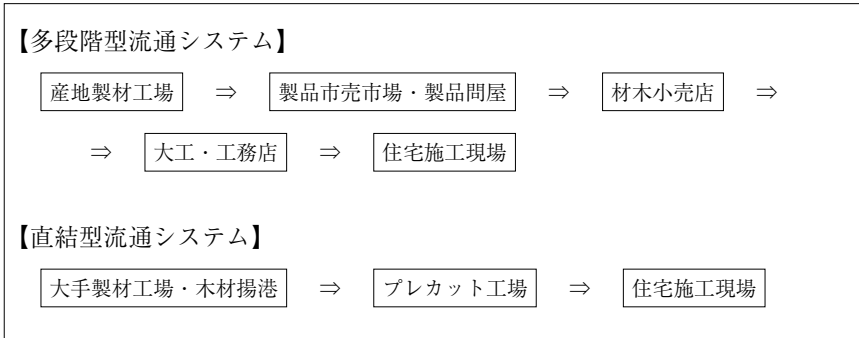 【多段階型流通システム】
産地製材工場 ⇒ 製品市売市場・製品問屋 ⇒ 材木小売店 ⇒
⇒ 大工・工務店 ⇒ 住宅施工現場
【直結型流通システム】
大手製材工場・木材揚港 ⇒ プレカット工場 ⇒ 住宅施工現場